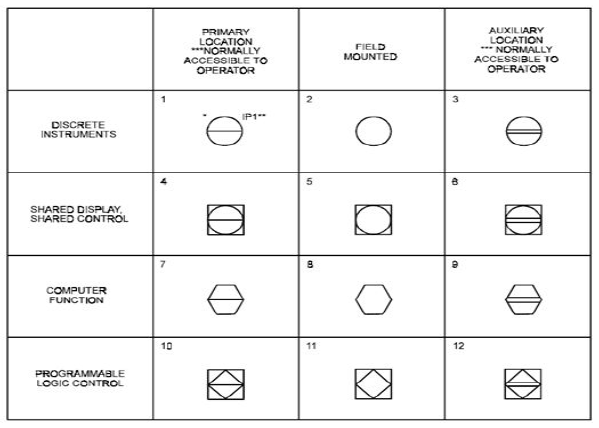 PRIMARY
LOCATION
***NORMALLY
ACCESSIBLE TO
OPERATOR
FIELD
MOUNTED
AUXILIARY
LOCATION
*** NORMALLY
ACCESSIBLE TO
OPERATOR
DISCRETE
INSTRUMENTS
1
* IP1**
2
3
SHARED DISPLAY,
SHARED CONTROL
4
5
6
COMPUTER
FUNCTION
7
8
9
PROGRAMMABLE
LOGIC CONTROL
10
11
12